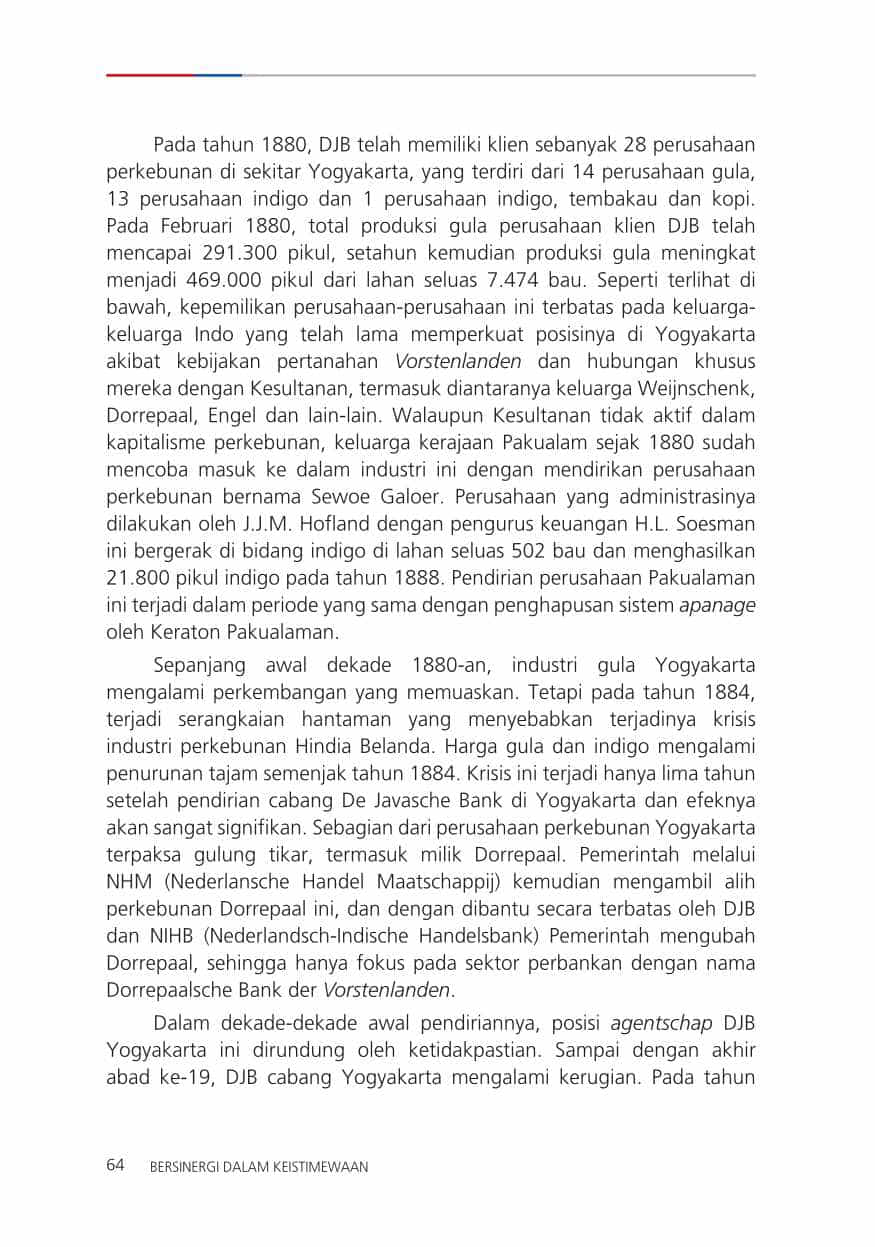 Pada tahun 1880, DJB telah memiliki klien sebanyak 28 perusahaan
perkebunan di sekitar Yogyakarta, yang terdiri dari 14 perusahaan gula,
13 perusahaan indigo dan 1 perusahaan indigo, tembakau dan kopi.
Pada Februari 1880, total produksi gula perusahaan klien DJB telah
mencapai 291.300 pikul, setahun kemudian produksi gula meningkat
menjadi 469.000 pikul dari lahan seluas 7.474 bau. Seperti terlihat di
bawah, kepemilikan perusahaan-perusahaan ini terbatas pada keluarga-
keluarga Indo yang telah lama memperkuat posisinya di Yogyakarta
akibat kebijakan pertanahan Vorstenlanden dan hubungan khusus
mereka dengan Kesultanan, termasuk diantaranya keluarga Weijnschenk,
Dorrepaal, Engel dan lain-lain. Walaupun Kesultanan tidak aktif dalam
kapitalisme perkebunan, keluarga kerajaan Pakualam sejak 1880 sudah
mencoba masuk ke dalam industri ini dengan mendirikan perusahaan
perkebunan bernama Sewoe Galoer. Perusahaan yang administrasinya
dilakukan oleh J.J.M. Hofland dengan pengurus keuangan H.L. Soesman
ini bergerak di bidang indigo di lahan seluas 502 bau dan menghasilkan
21.800 pikul indigo pada tahun 1888. Pendirian perusahaan Pakualaman
ini terjadi dalam periode yang sama dengan penghapusan sistem apanage
oleh Keraton Pakualaman.
Sepanjang awal dekade 1880-an, industri gula Yogyakarta
mengalami perkembangan yang memuaskan. Tetapi pada tahun 1884,
terjadi serangkaian hantaman yang menyebabkan terjadinya krisis
industri perkebunan Hindia Belanda. Harga gula dan indigo mengalami
penurunan tajam semenjak tahun 1884. Krisis ini terjadi hanya lima tahun
setelah pendirian cabang De Javasche Bank di Yogyakarta dan efeknya
akan sangat signifikan. Sebagian dari perusahaan perkebunan Yogyakarta
terpaksa gulung tikar, termasuk milik Dorrepaal. Pemerintah melalui
NHM (Nederlansche Handel Maatschappij) kemudian mengambil alih
perkebunan Dorrepaal ini, dan dengan dibantu secara terbatas oleh DJB
dan NIHB (Nederlandsch-Indische Handelsbank) Pemerintah mengubah
Dorrepaal, sehingga hanya fokus pada sektor perbankan dengan nama
Dorrepaalsche Bank der Vorstenlanden.
Dalam dekade-dekade awal pendiriannya, posisi agentschap DJB
Yogyakarta ini dirundung oleh ketidakpastian. Sampai dengan akhir
abad ke-19, DJB cabang Yogyakarta mengalami kerugian. Pada tahun
64 BERSINERGI DALAM KEISTIMEWAAN